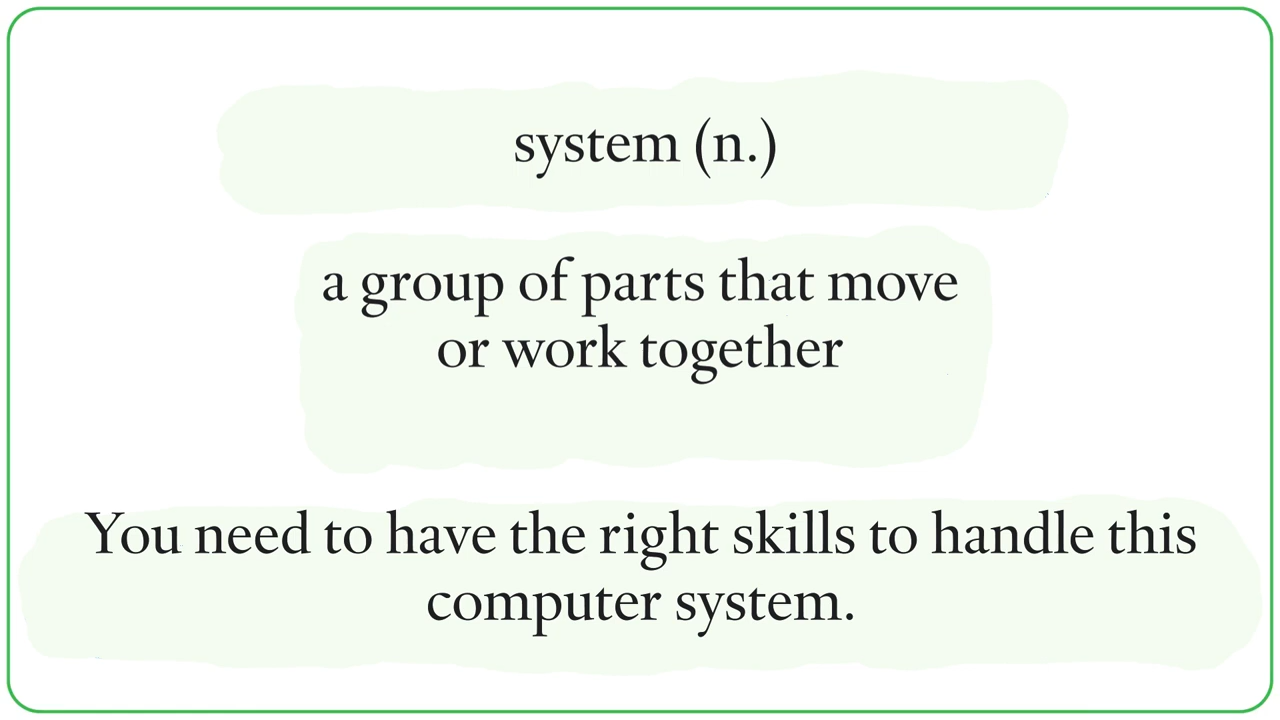 system (n.)
a group of parts that move
or work together
You need to have the right skills to handle this
computer system.